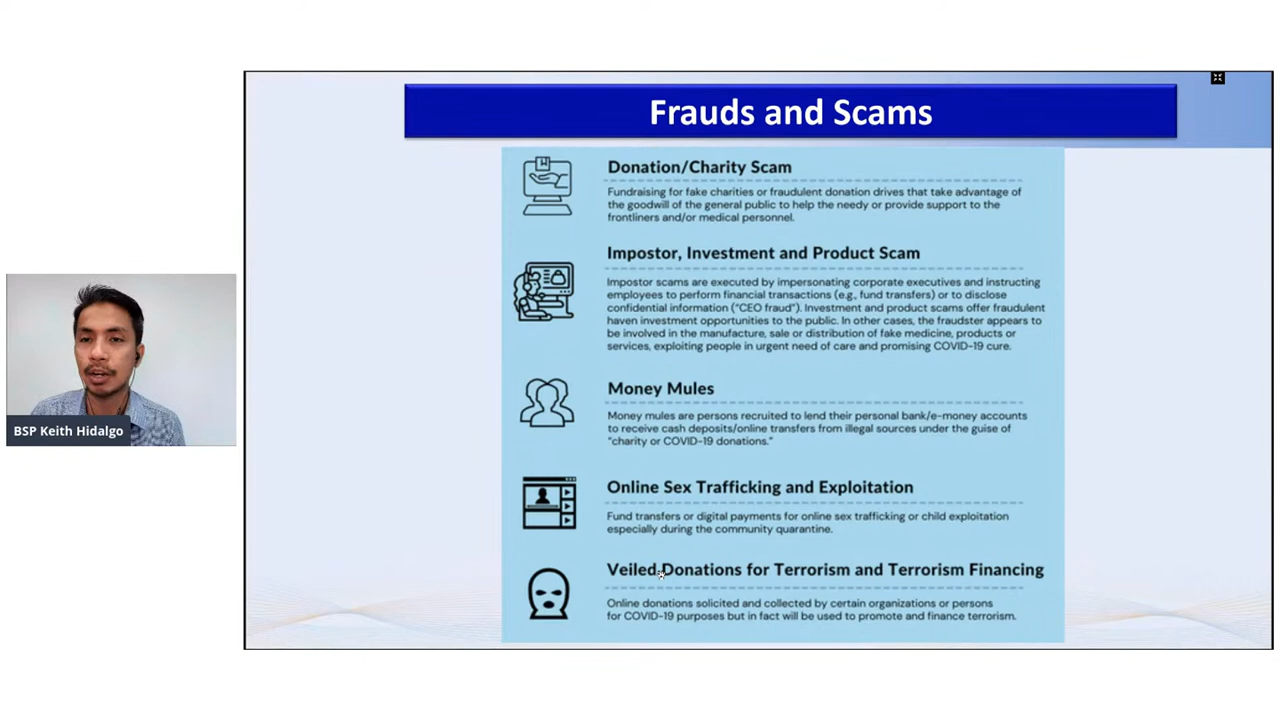 Frauds and Scams
Donation/Charity Scam
Fundraising for fake charities or fraudulent donation drives that take advantage of
the goodwill of the general public to help the needy or provide support to the
frontliners and/or medical personnel.
Impostor, Investment and Product Scam
Impostor scams are executed by impersonating corporate executives and instructing
employees to perform financial transactions (e.g., fund transfers) or to disclose
confidential information ("CEO fraud"). Investment and product scams offer fraudulent
haven investment opportunities to the public. In other cases, the fraudster appears to
be involved in the manufacture, sale or distribution of fake medicine, products or
services, exploiting people in urgent need of care and promising COVID-19 cure.
Money Mules
Money mules are persons recruited to lend their personal bank/e-money accounts
to receive cash deposits/online transfers from illegal sources under the guise of
"charity or COVID-19 donations."
Online Sex Trafficking and Exploitation
Fund transfers or digital payments for online sex trafficking or child exploitation
especially during the community quarantine.
Veiled Donations for Terrorism and Terrorism Financing
Online donations solicited and collected by certain organizations or persons
for COVID-19 purposes but in fact will be used to promote and finance terrorism.
BSP Keith Hidalgo